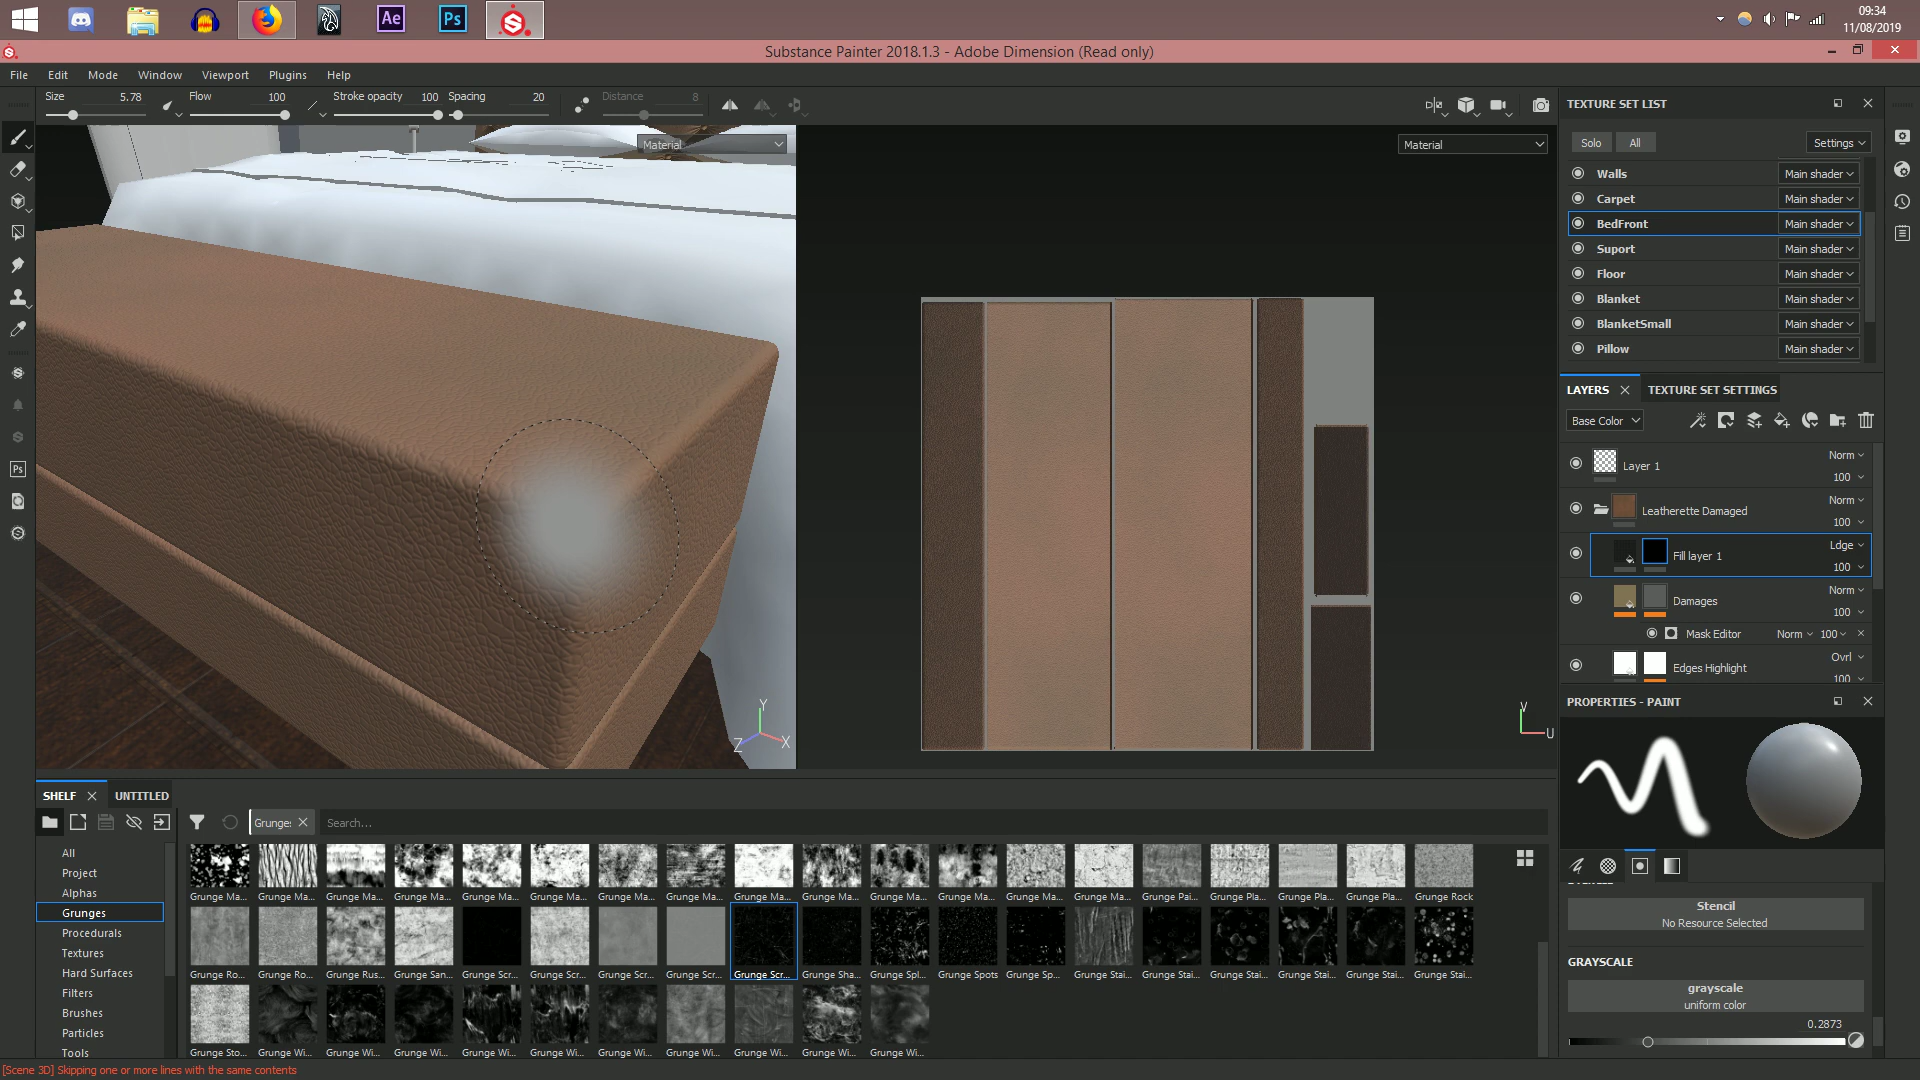 09:34
11/08/2019
Substance Painter 2018.1.3 - Adobe Dimension (Read only)
File Edit Mode Window Viewport Plugins Help
Size 5.78 Flow 100 Stroke opacity 100 Spacing 20 Distance 8
Material
Material
TEXTURE SET LIST
Solo All Settings
Walls Main shader
Carpet Main shader
BedFront Main shader
Suport Main shader
Floor Main shader
Blanket Main shader
BlanketSmall Main shader
Pillow Main shader
LAYERS TEXTURE SET SETTINGS
Base Color
Layer 1 Norm 100
Leatherette Damaged Norm 100
Fill layer 1 Ldge 100
Damages Norm 100
Mask Editor Norm 100
Edges Highlight Ovrl 100
PROPERTIES - PAINT
Stencil
No Resource Selected
GRAYSCALE
grayscale
uniform color
0.2873
Y
Z X
V
U
SHELF UNTITLED
Grunge: Search...
All
Project
Alphas
Grunges
Procedurals
Textures
Hard Surfaces
Filters
Brushes
Particles
Tools
Grunge Ma... Grunge Ma... Grunge Ma... Grunge Ma... Grunge Ma... Grunge Ma... Grunge Ma... Grunge Ma... Grunge Ma... Grunge Ma... Grunge Ma... Grunge Ma... Grunge Ma... Grunge Ma... Grunge Pai... Grunge Pla... Grunge Pla... Grunge Pla... Grunge Rock
Grunge Ro... Grunge Ro... Grunge Rus... Grunge San... Grunge Scr... Grunge Scr... Grunge Scr... Grunge Scr... Grunge Scr... Grunge Sha... Grunge Spl... Grunge Spots Grunge Sp... Grunge Stai... Grunge Stai... Grunge Stai... Grunge Stai... Grunge Stai... Grunge Stai...
Grunge Sto... Grunge Wi... Grunge Wi... Grunge Wi... Grunge Wi... Grunge Wi... Grunge Wi... Grunge Wi... Grunge Wi... Grunge Wi... Grunge Wi...
[Scene 3D] Skipping one or more lines with the same contents